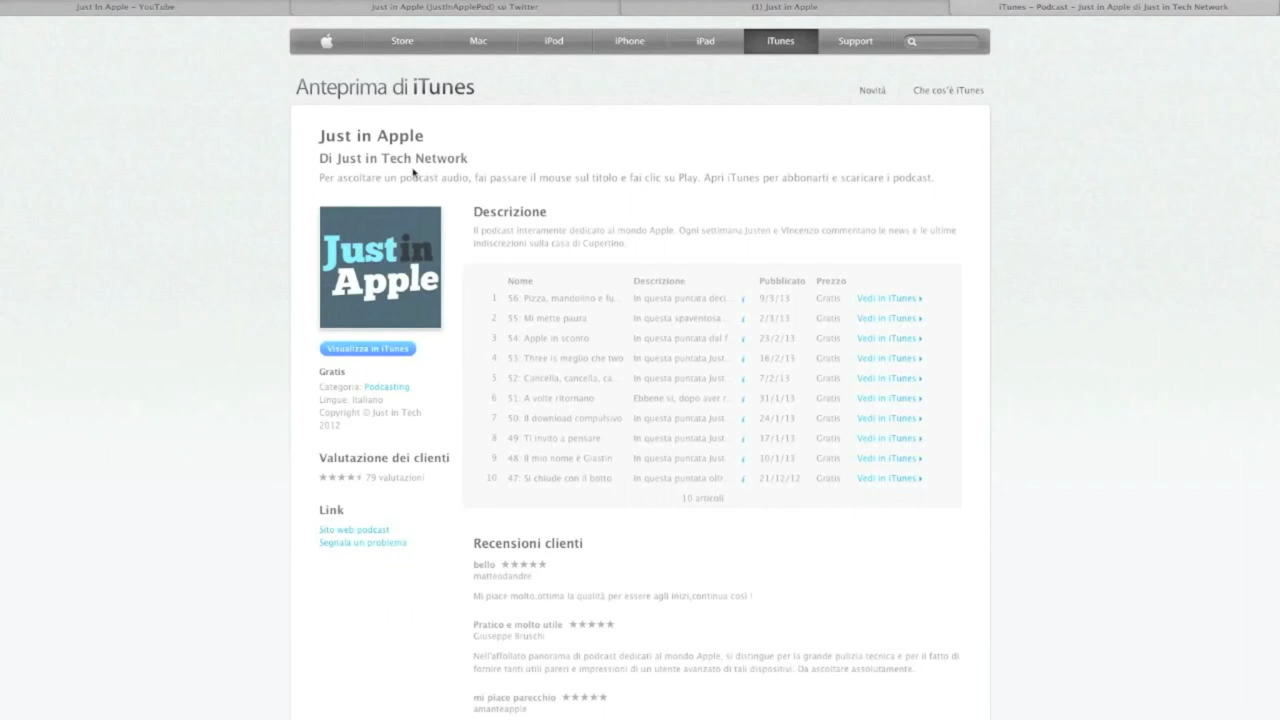 Just In Apple – YouTube
Just in Apple (JustInApplePod) su Twitter
(1) Just in Apple
iTunes – Podcast – Just in Apple di Just in Tech Network
Store Mac iPod iPhone iPad iTunes Support
Anteprima di iTunes
Novità Che cos'è iTunes
Just in Apple
Di Just in Tech Network
Per ascoltare un podcast audio, fai passare il mouse sul titolo e fai clic su Play. Apri iTunes per abbonarti e scaricare i podcast.
Just in
Apple
Visualizza in iTunes
Gratis
Categoria: Podcasting
Lingue: Italiano
Copyright © Just in Tech
2012
Valutazione dei clienti
79 valutazioni
Link
Sito web podcast
Segnala un problema
Descrizione
Il podcast interamente dedicato al mondo Apple. Ogni settimana Justen e Vincenzo commentano le news e le ultime
indiscrezioni sulla casa di Cupertino.
Nome Descrizione Pubblicato Prezzo
1 56: Pizza, mandolino e fu... In questa puntata deci... 9/3/13 Gratis Vedi in iTunes
2 55: Mi mette paura In questa spaventosa... 2/3/13 Gratis Vedi in iTunes
3 54: Apple in sconto In questa puntata dal f... 23/2/13 Gratis Vedi in iTunes
4 53: Three is meglio che two In questa puntata Just... 16/2/13 Gratis Vedi in iTunes
5 52: Cancella, cancella, ca... In questa puntata Just... 7/2/13 Gratis Vedi in iTunes
6 51: A volte ritornano Ebbene si, dopo aver r... 31/1/13 Gratis Vedi in iTunes
7 50: Il download compulsivo In questa puntata Just... 24/1/13 Gratis Vedi in iTunes
8 49: Ti invito a pensare In questa puntata Just... 17/1/13 Gratis Vedi in iTunes
9 48: Il mio nome è Giastin In questa puntata Just... 10/1/13 Gratis Vedi in iTunes
10 47: Si chiude con il botto In questa puntata oltr... 21/12/12 Gratis Vedi in iTunes
10 articoli
Recensioni clienti
bello ★★★★★
matteodandre
Mi piace molto.ottima la qualità per essere agli inizi,continua così !
Pratico e molto utile ★★★★★
Giuseppe Bruschi
Nell'affollato panorama di podcast dedicati al mondo Apple, si distingue per la grande pulizia tecnica e per il fatto di
fornire tanti utili pareri e impressioni di un utente avanzato di tali dispositivi. Da ascoltare assolutamente.
mi piace parecchio ★★★★★
amanteapple